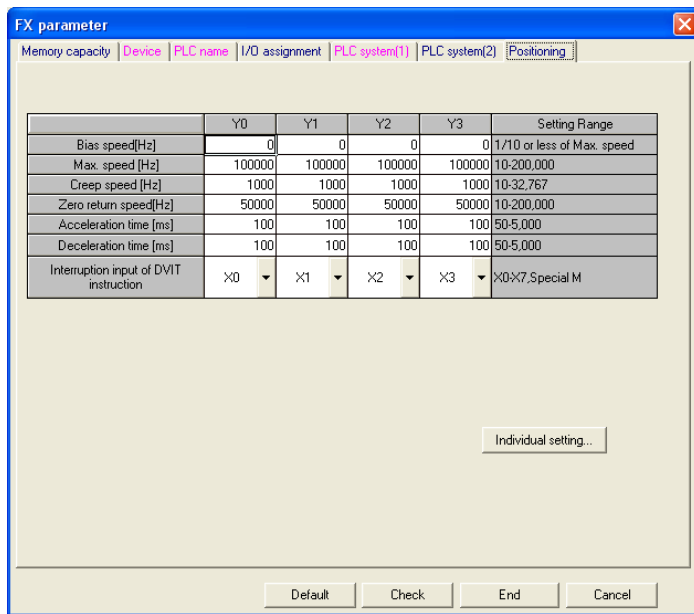 FX parameter
Memory capacity Device PLC name I/O assignment PLC system(1) PLC system(2) Positioning
Y0 Y1 Y2 Y3 Setting Range
Bias speed[Hz] 0 0 0 0 1/10 or less of Max. speed
Max. speed [Hz] 100000 100000 100000 100000 10-200,000
Creep speed [Hz] 1000 1000 1000 1000 10-32,767
Zero return speed[Hz] 50000 50000 50000 50000 10-200,000
Acceleration time [ms] 100 100 100 100 50-5,000
Deceleration time [ms] 100 100 100 100 50-5,000
Interruption input of DVIT
instruction X0 X1 X2 X3 X0-X7,Special M
Individual setting...
Default Check End Cancel